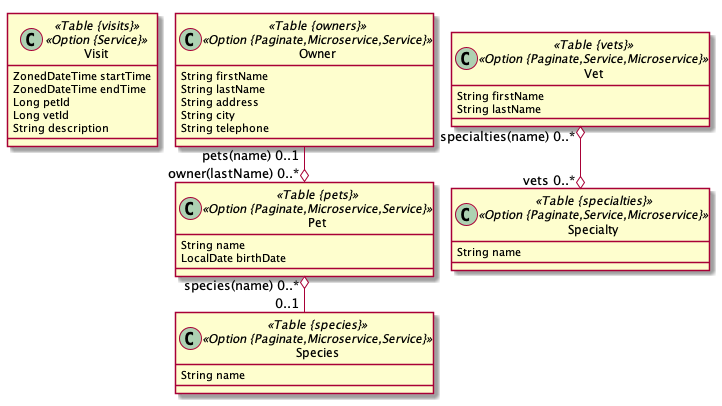 C
<<Table {visits}>>
<<Option {Service}>>
Visit
ZonedDateTime startTime
ZonedDateTime endTime
Long petId
Long vetId
String description
C
<<Table {owners}>>
<<Option {Paginate,Microservice,Service}>>
Owner
String firstName
String lastName
String address
String city
String telephone
pets(name) 0..1
owner(lastName) 0..*
C
<<Table {pets}>>
<<Option {Paginate,Microservice,Service}>>
Pet
String name
LocalDate birthDate
species(name) 0..*
0..1
C
<<Table {species}>>
<<Option {Paginate,Microservice,Service}>>
Species
String name
C
<<Table {vets}>>
<<Option {Paginate,Service,Microservice}>>
Vet
String firstName
String lastName
specialties(name) 0..*
vets 0..*
C
<<Table {specialties}>>
<<Option {Paginate,Service,Microservice}>>
Specialty
String name